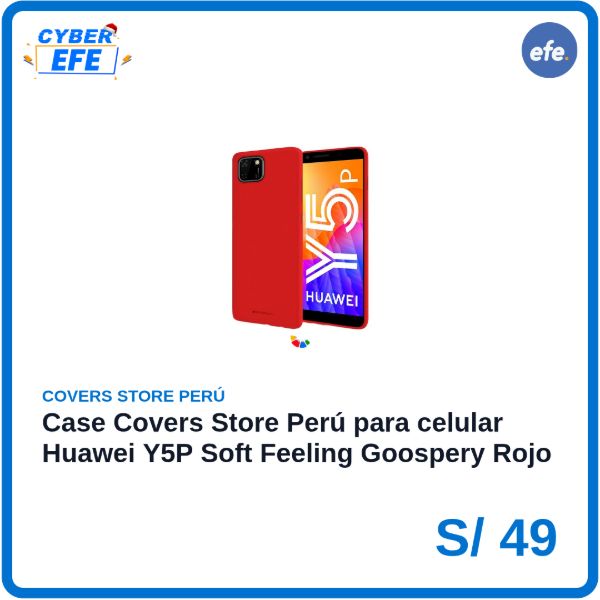 CYBER
EFE
efe.
Y5P
HUAWEI
COVERS STORE PERÚ
Case Covers Store Perú para celular
Huawei Y5P Soft Feeling Goospery Rojo
S/ 49